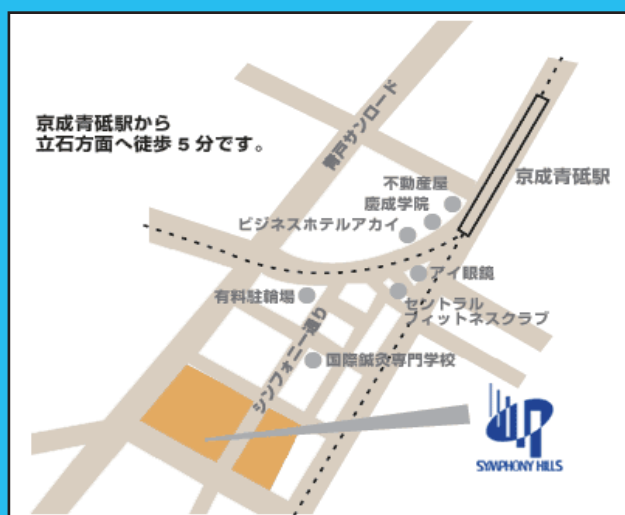 京成青砥駅から
立石方面へ徒歩 5 分です。
青戸サンロード
京成青砥駅
不動産屋
慶成学院
ビジネスホテルアカイ
アイ眼鏡
有料駐輪場
セントラル
フィットネスクラブ
シンフォニー通り
国際鍼灸専門学校
SYMPHONY HILLS